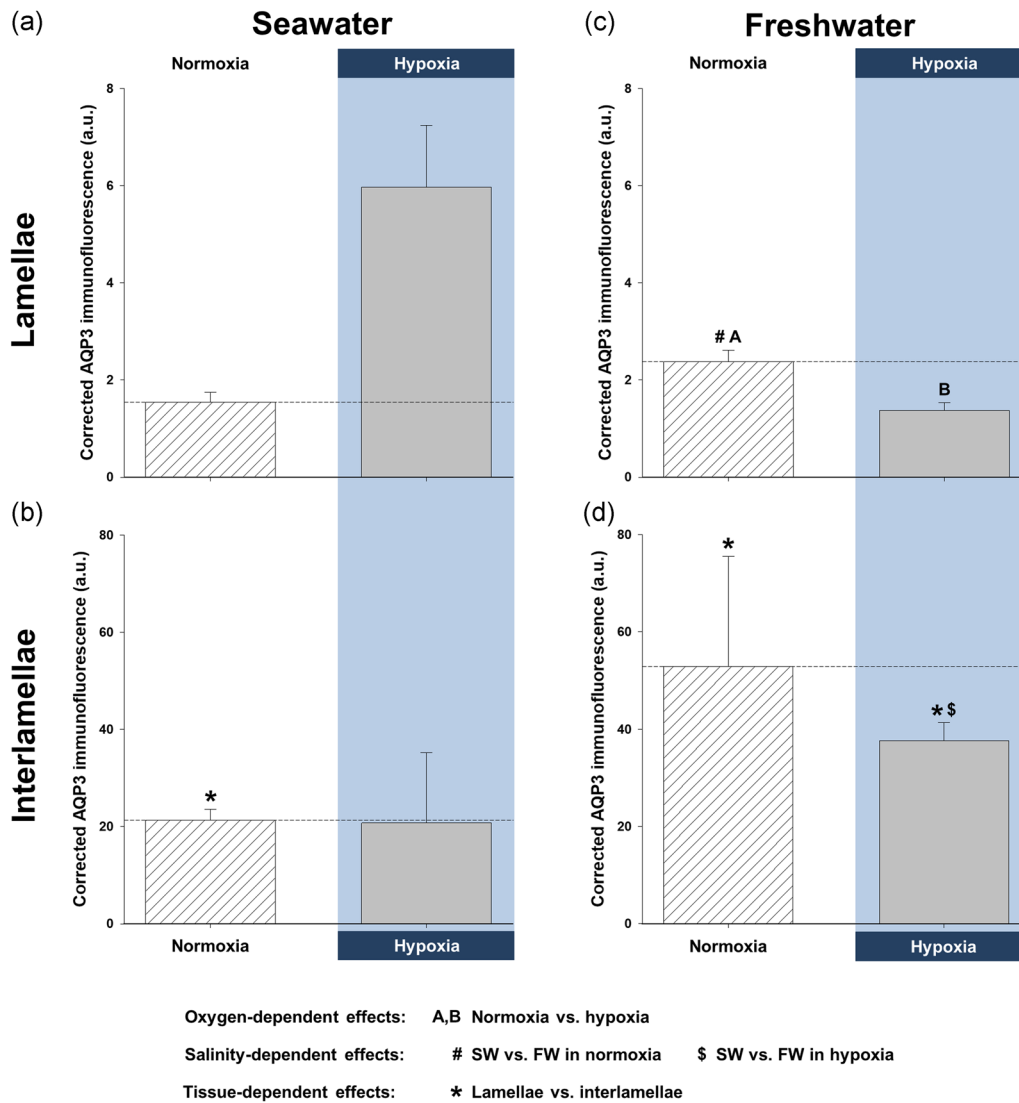 (a) Seawater (c) Freshwater
Normoxia Hypoxia Normoxia Hypoxia
Lamellae
Corrected AQP3 immunofluorescence (a.u.)
8
6
4
2
0
Corrected AQP3 immunofluorescence (a.u.)
8
6
4
2
0
# A
B
(b) (d)
Interlamellae
Corrected AQP3 immunofluorescence (a.u.)
80
60
40
20
0
*
Corrected AQP3 immunofluorescence (a.u.)
80
60
40
20
0
*
* $
Normoxia Hypoxia Normoxia Hypoxia
Oxygen-dependent effects: A,B Normoxia vs. hypoxia
Salinity-dependent effects: # SW vs. FW in normoxia $ SW vs. FW in hypoxia
Tissue-dependent effects: * Lamellae vs. interlamellae